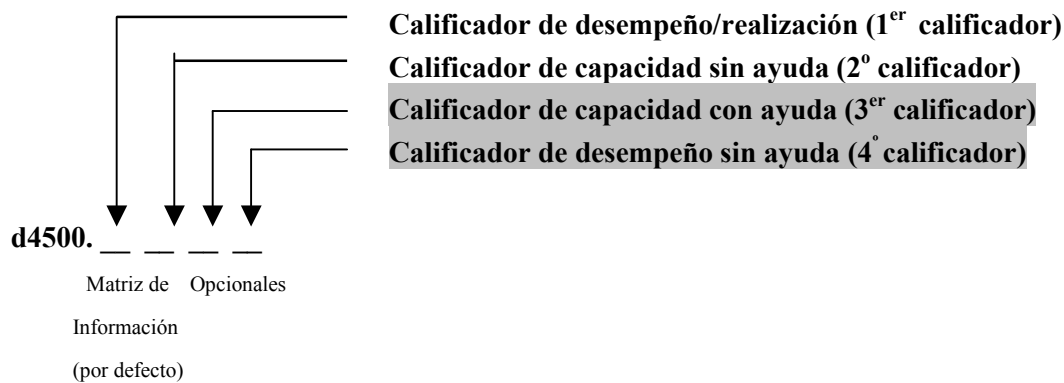 Calificador de desempeño/realización (1er calificador)
Calificador de capacidad sin ayuda (2º calificador)
Calificador de capacidad con ayuda (3er calificador)
Calificador de desempeño sin ayuda (4º calificador)
d4500. __ __ __ __
Matriz de Opcionales
Información
(por defecto)